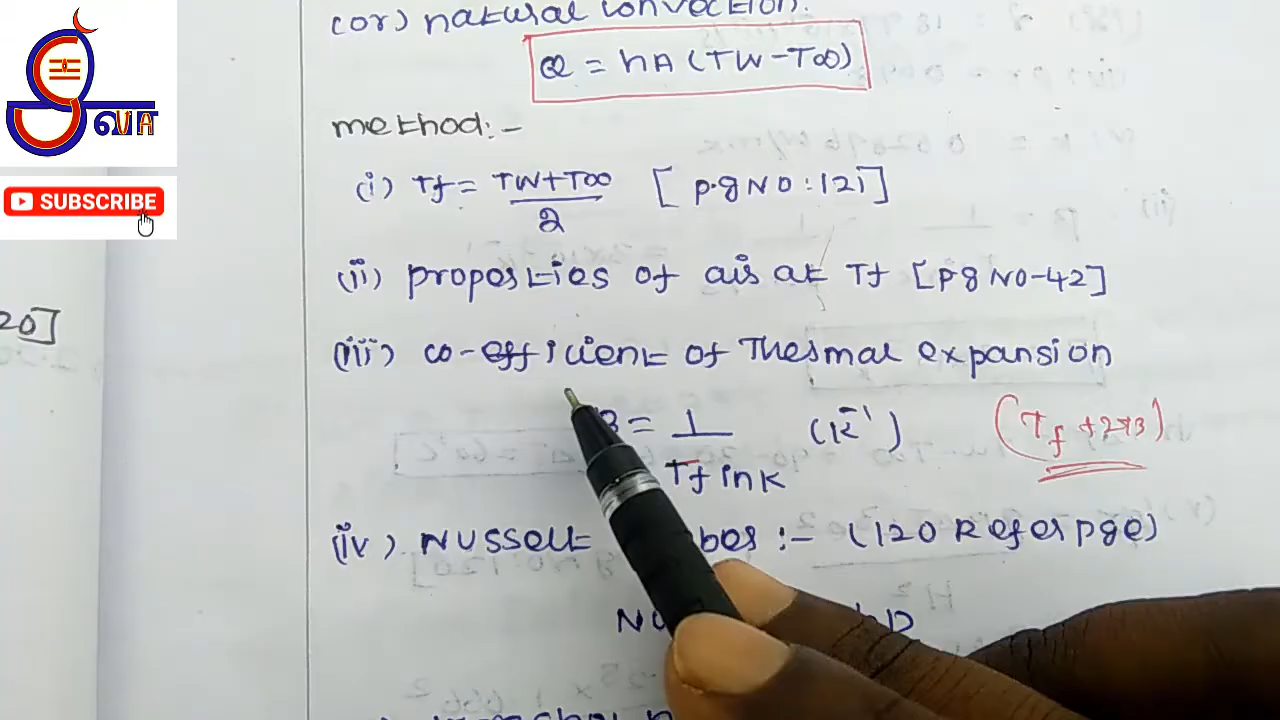 (or) natural convection.
Q = hA (TW - T∞)
method:-
(i) Tf = TW+T∞ / 2 [p.g NO:121]
(ii) properties of air at Tf [pg NO-42]
(iii) co-efficient of Thermal expansion
= 1 / Tf in K (K⁻¹) (Tf +273)
(iv) Nusselt :- (120 Refer pge)
20]
சிவா
VA
SUBSCRIBE